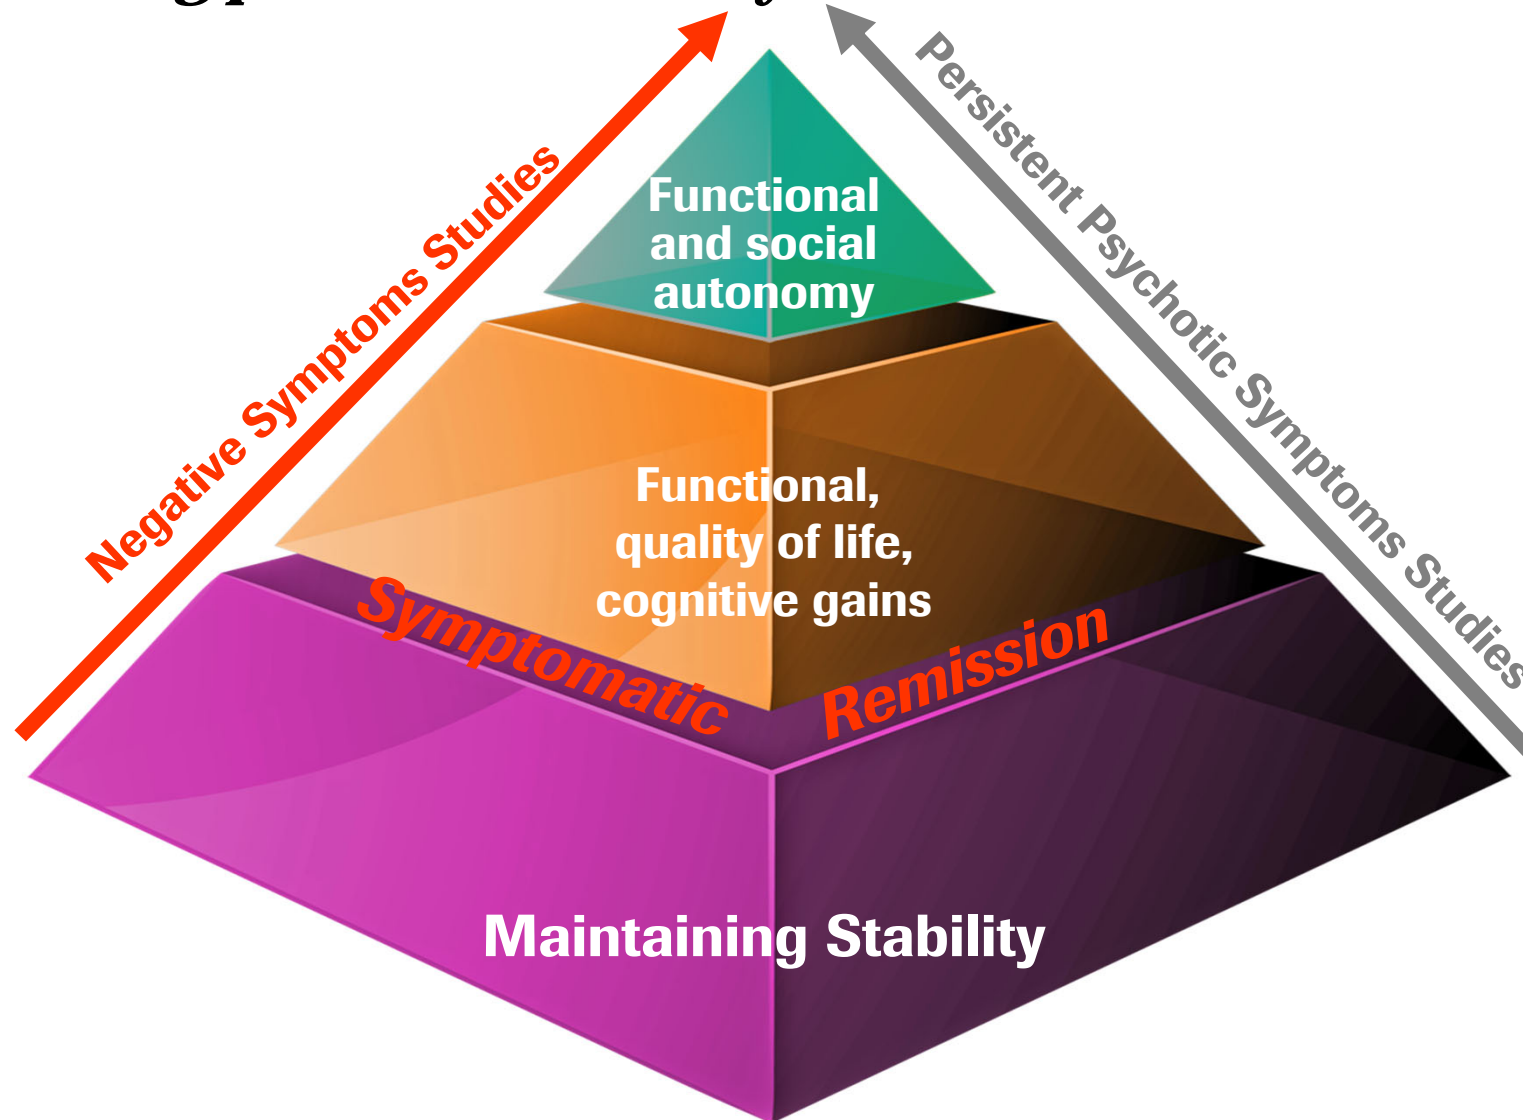 Negative Symptoms Studies
Persistent Psychotic Symptoms Studies
Functional
and social
autonomy
Functional,
quality of life,
cognitive gains
Symptomatic Remission
Maintaining Stability